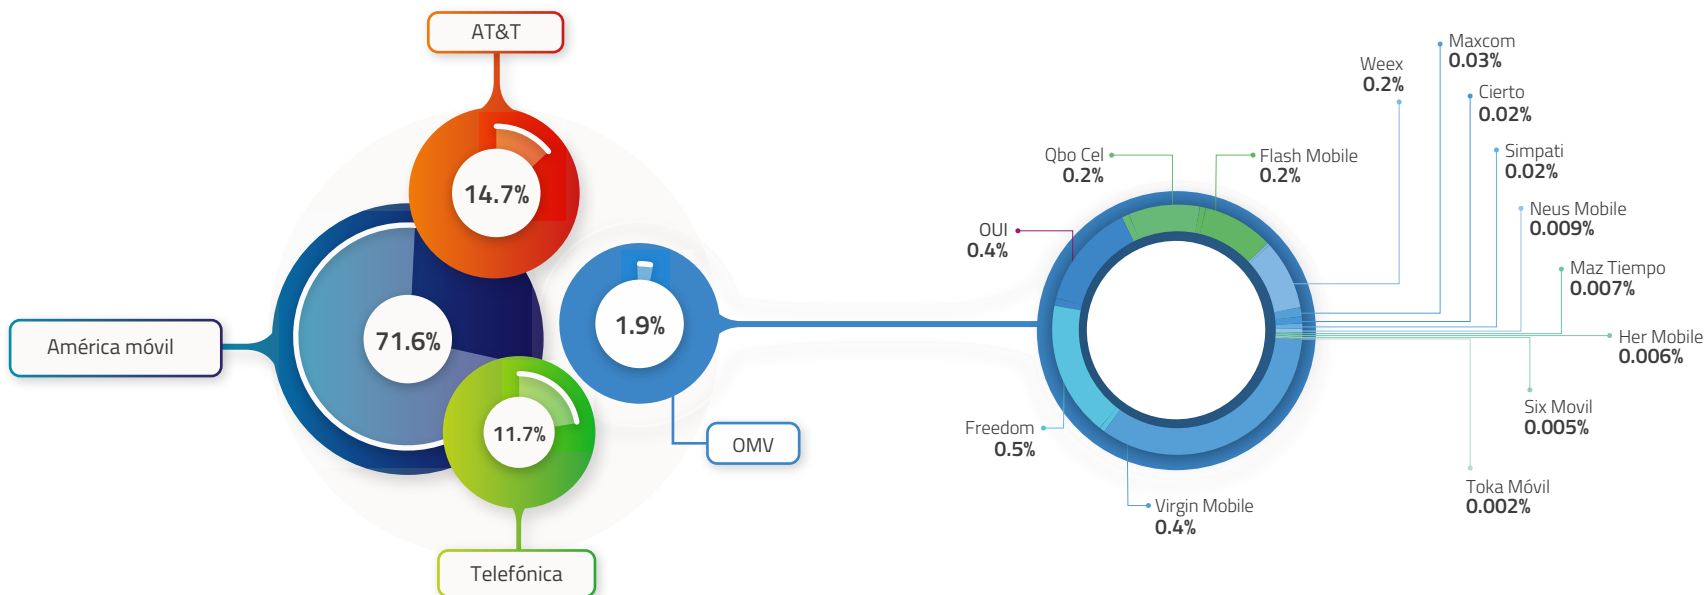 AT&T
14.7%
América móvil
71.6%
1.9%
11.7%
OMV
Telefónica
Maxcom
0.03%
Weex
0.2%
Cierto
0.02%
Qbo Cel
0.2%
Flash Mobile
0.2%
Simpati
0.02%
Neus Mobile
0.009%
OUI
0.4%
Maz Tiempo
0.007%
Her Mobile
0.006%
Six Movil
0.005%
Freedom
0.5%
Toka Móvil
0.002%
Virgin Mobile
0.4%